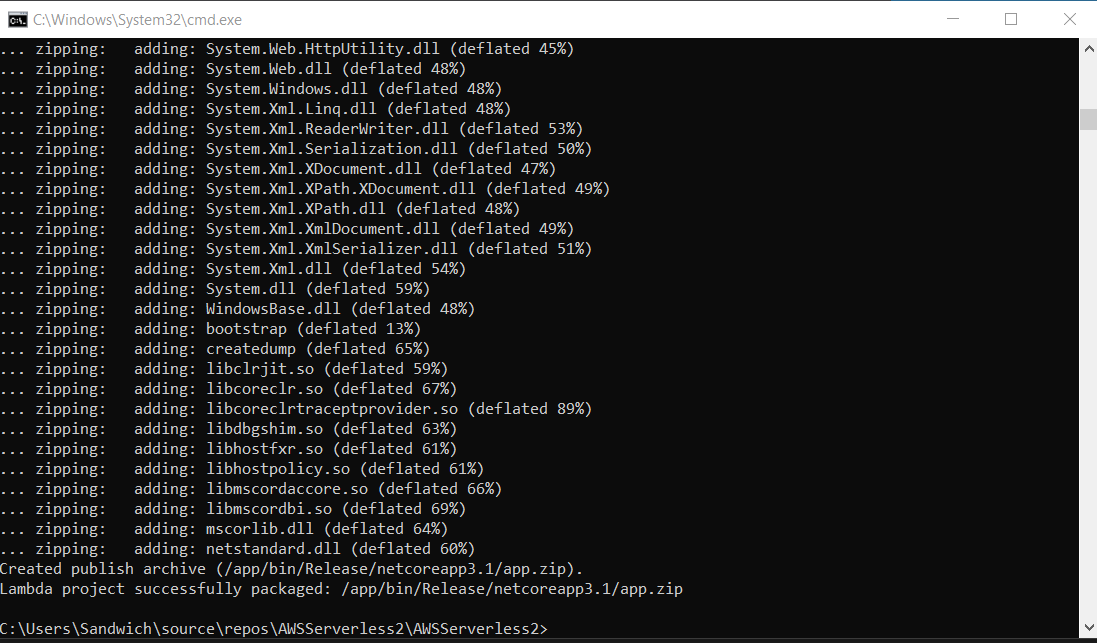 C:\Windows\System32\cmd.exe
... zipping:   adding: System.Web.HttpUtility.dll (deflated 45%)
... zipping:   adding: System.Web.dll (deflated 48%)
... zipping:   adding: System.Windows.dll (deflated 48%)
... zipping:   adding: System.Xml.Linq.dll (deflated 48%)
... zipping:   adding: System.Xml.ReaderWriter.dll (deflated 53%)
... zipping:   adding: System.Xml.Serialization.dll (deflated 50%)
... zipping:   adding: System.Xml.XDocument.dll (deflated 47%)
... zipping:   adding: System.Xml.XPath.XDocument.dll (deflated 49%)
... zipping:   adding: System.Xml.XPath.dll (deflated 48%)
... zipping:   adding: System.Xml.XmlDocument.dll (deflated 49%)
... zipping:   adding: System.Xml.XmlSerializer.dll (deflated 51%)
... zipping:   adding: System.Xml.dll (deflated 54%)
... zipping:   adding: System.dll (deflated 59%)
... zipping:   adding: WindowsBase.dll (deflated 48%)
... zipping:   adding: bootstrap (deflated 13%)
... zipping:   adding: createdump (deflated 65%)
... zipping:   adding: libclrjit.so (deflated 59%)
... zipping:   adding: libcoreclr.so (deflated 67%)
... zipping:   adding: libcoreclrtraceptprovider.so (deflated 89%)
... zipping:   adding: libdbgshim.so (deflated 63%)
... zipping:   adding: libhostfxr.so (deflated 61%)
... zipping:   adding: libhostpolicy.so (deflated 61%)
... zipping:   adding: libmscordaccore.so (deflated 66%)
... zipping:   adding: libmscordbi.so (deflated 69%)
... zipping:   adding: mscorlib.dll (deflated 64%)
... zipping:   adding: netstandard.dll (deflated 60%)
Created publish archive (/app/bin/Release/netcoreapp3.1/app.zip).
Lambda project successfully packaged: /app/bin/Release/netcoreapp3.1/app.zip
C:\Users\Sandwich\source\repos\AWSServerless2\AWSServerless2>